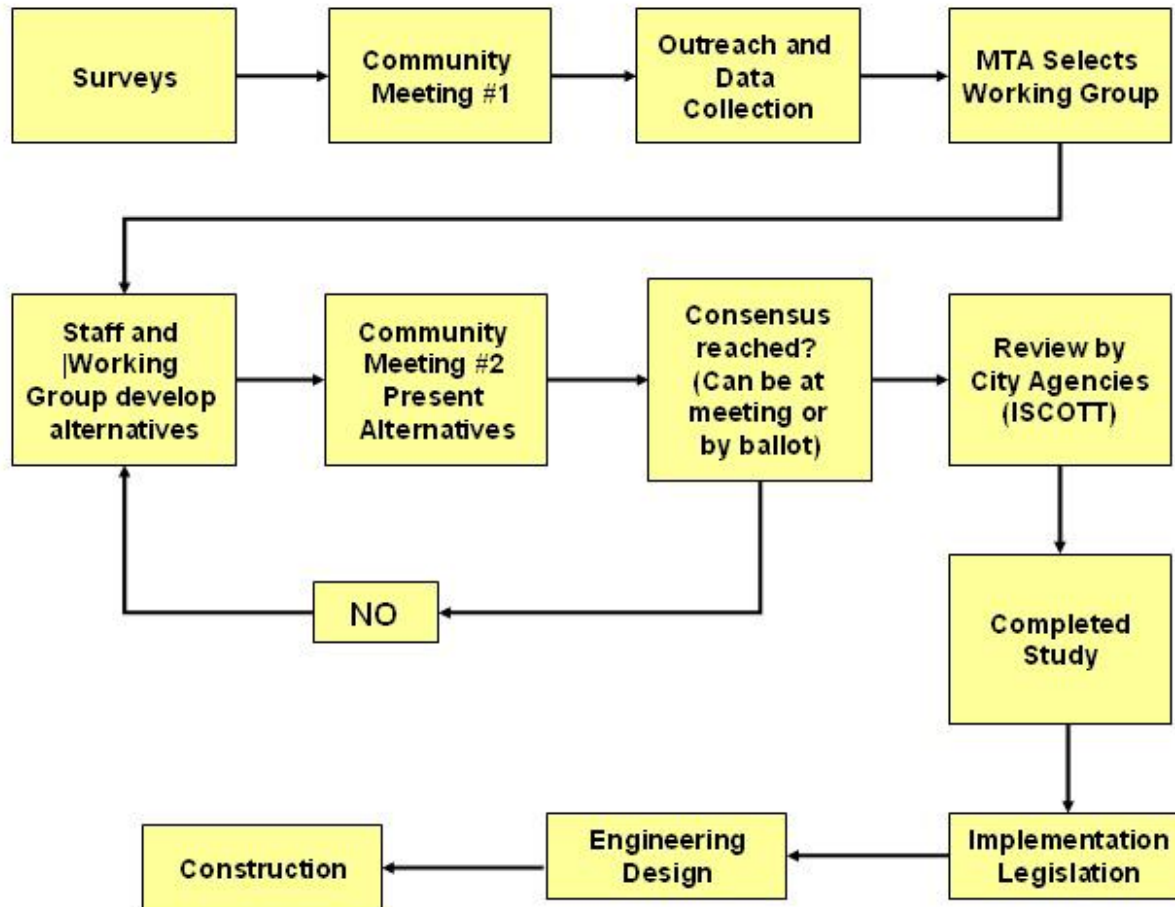 Surveys
Community
Meeting #1
Outreach and
Data
Collection
MTA Selects
Working Group
Staff and
|Working
Group develop
alternatives
Community
Meeting #2
Present
Alternatives
Consensus
reached?
(Can be at
meeting or
by ballot)
Review by
City Agencies
(ISCOTT)
NO
Completed
Study
Implementation
Legislation
Engineering
Design
Construction